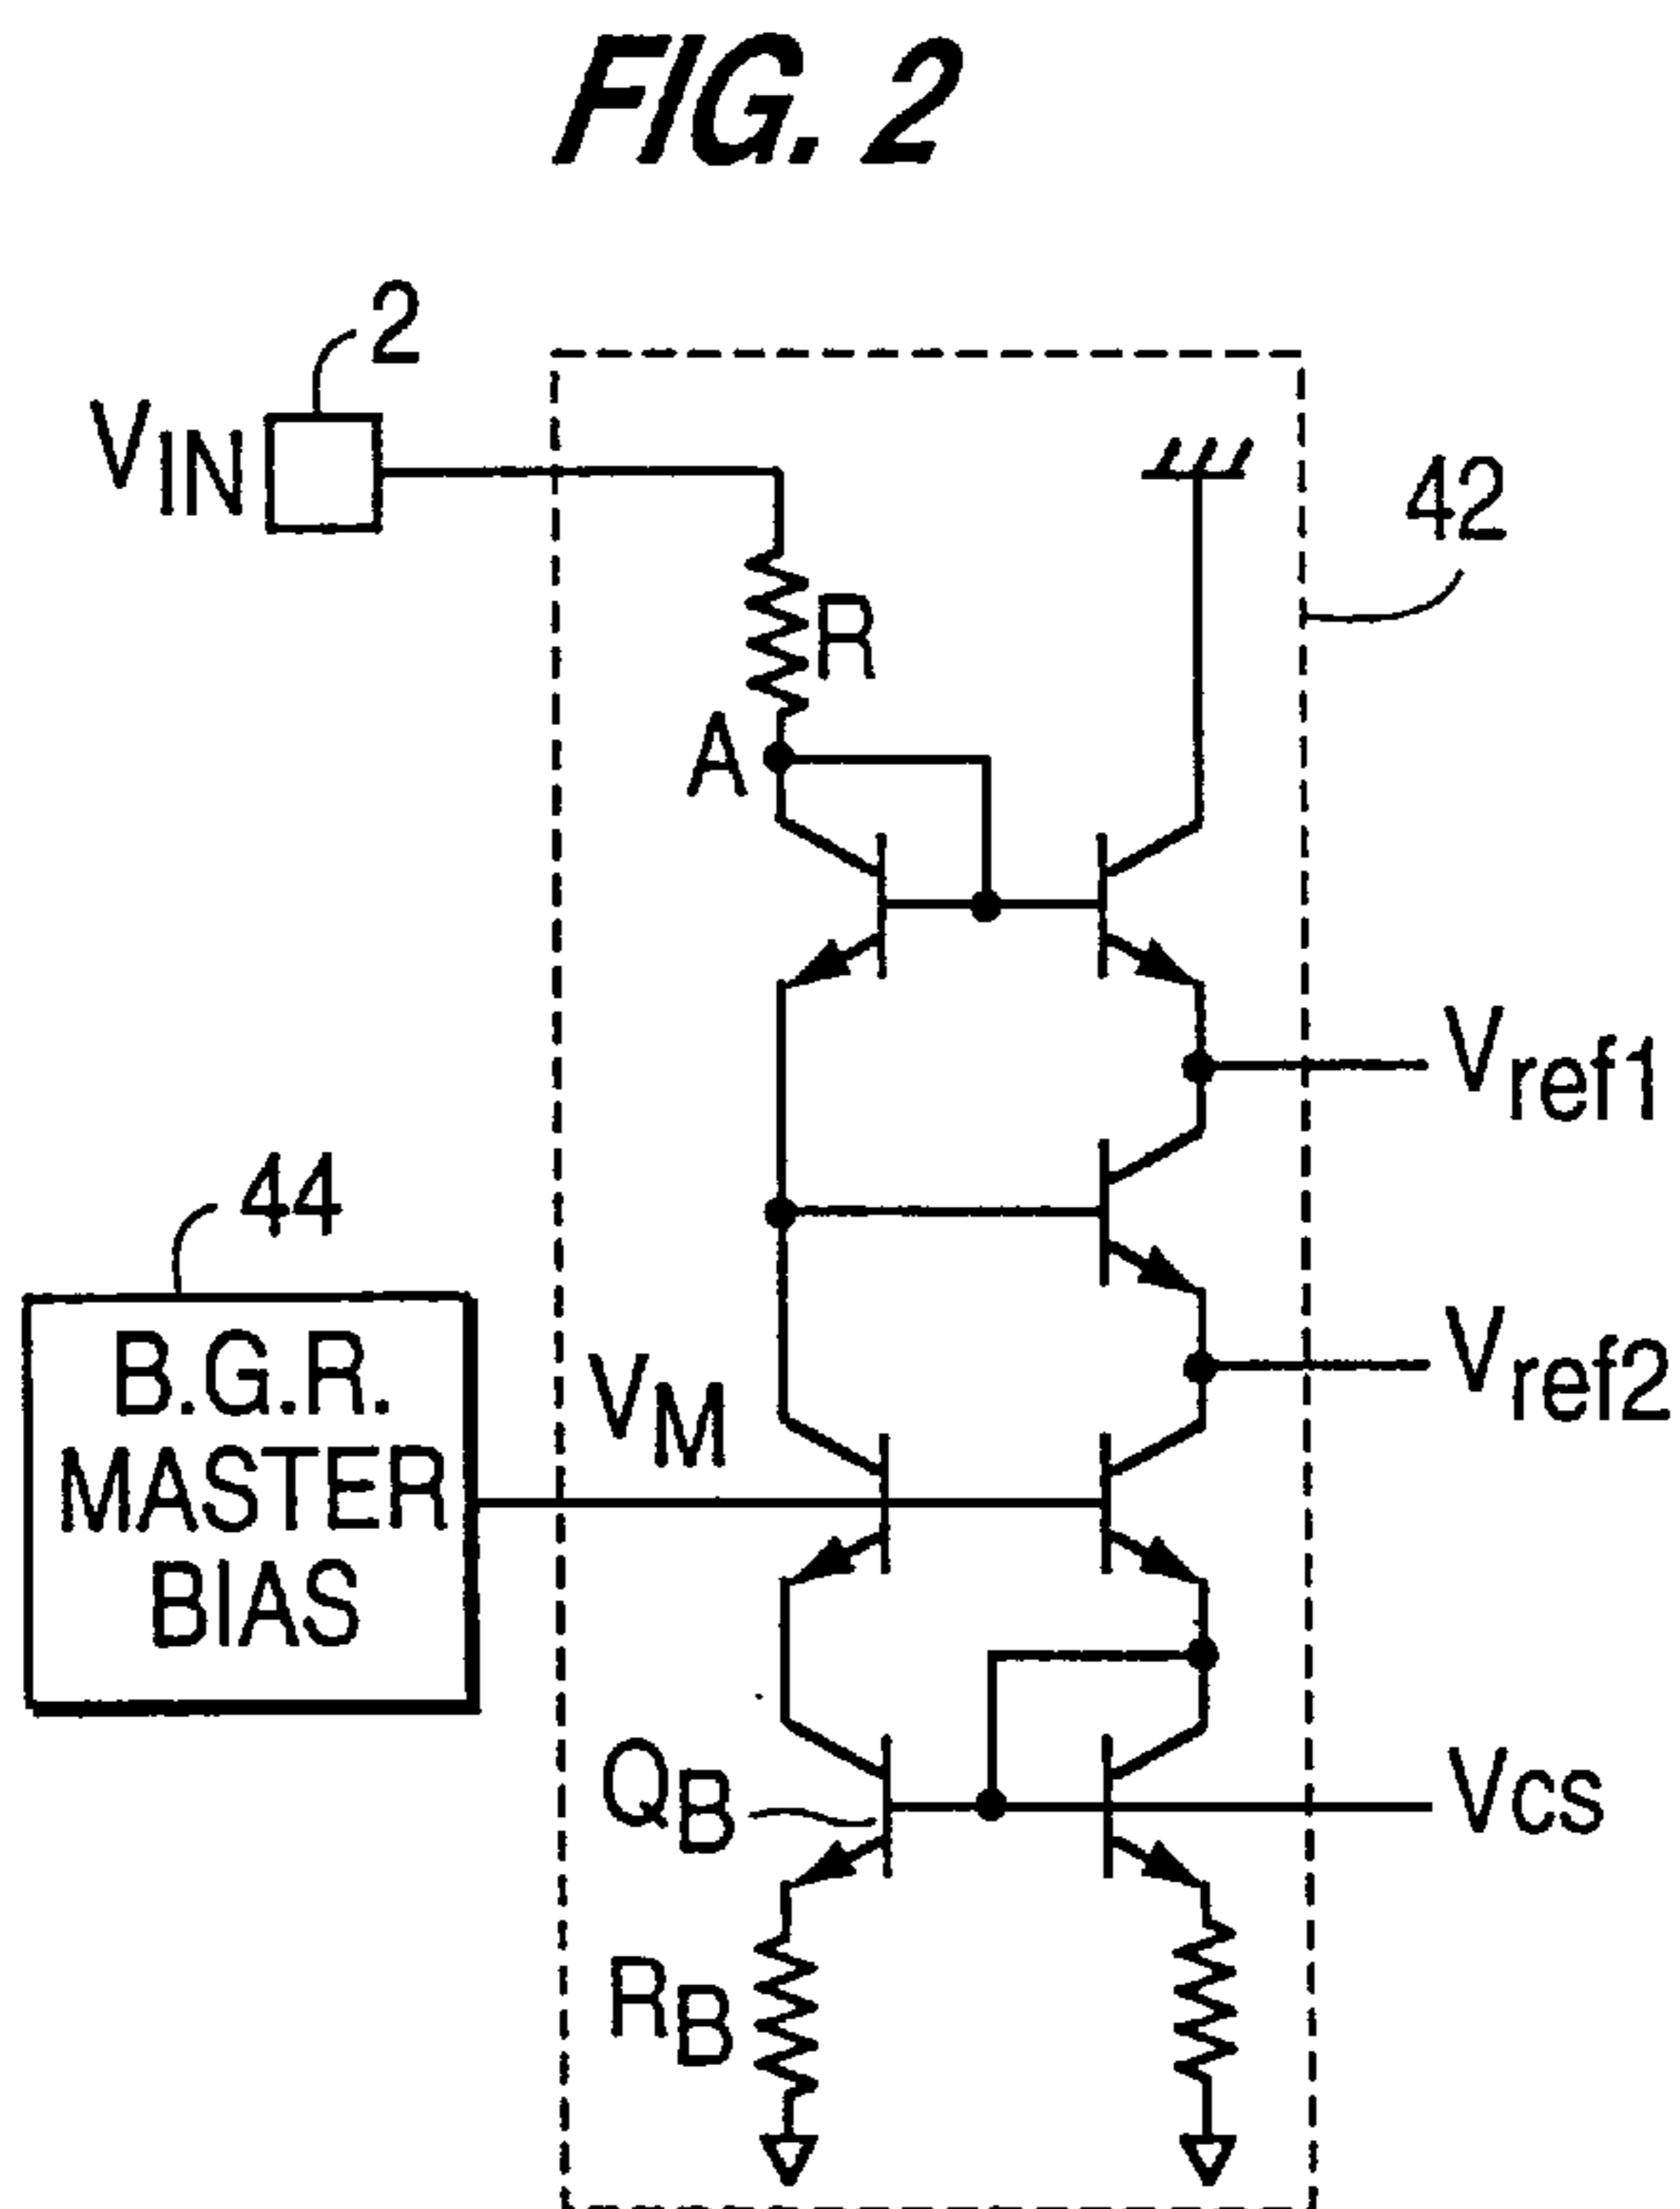 FIG. 2
2
VIN
42
R
A
Vref1
44
B.G.R.
MASTER
BIAS
VM
Vref2
QB
Vcs
RB